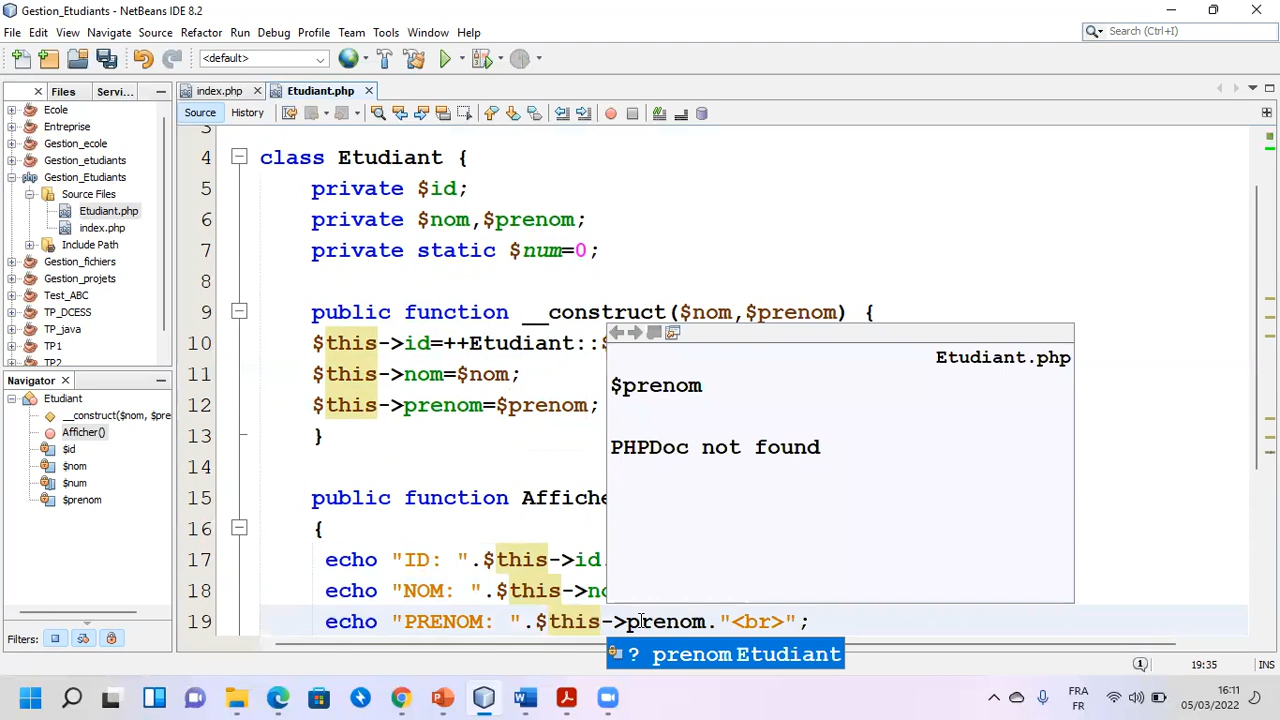 Gestion_Etudiants - NetBeans IDE 8.2
File Edit View Navigate Source Refactor Run Debug Profile Team Tools Window Help
Search (Ctrl+I)
<default>
Files Servi...
index.php Etudiant.php
Source History
Ecole
Entreprise
Gestion_ecole
Gestion_etudiants
Gestion_Etudiants
Source Files
Etudiant.php
index.php
Include Path
Gestion_fichiers
Gestion_projets
Test_ABC
TP_DCESS
TP_java
TP1
TP2
Navigator
Etudiant
__construct($nom, $pre
Afficher()
$id
$nom
$num
$prenom
Filters:
3
4 class Etudiant {
5 private $id;
6 private $nom,$prenom;
7 private static $num=0;
8
9 public function __construct($nom,$prenom) {
10 $this->id=++Etudiant::$
11 $this->nom=$nom;
12 $this->prenom=$prenom;
13 }
14
15 public function Affiche
16 {
17 echo "ID: ".$this->id.
18 echo "NOM: ".$this->no
19 echo "PRENOM: ".$this->prenom."<br>";
Etudiant.php
$prenom
PHPDoc not found
? prenom Etudiant
1 19:35 INS
FRA
FR
16:11
05/03/2022